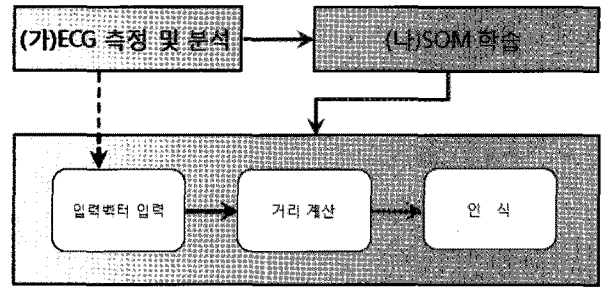 (가)ECG 측정 및 분석
(나)SOM 학습
입력벡터 입력
거리 계산
인 식